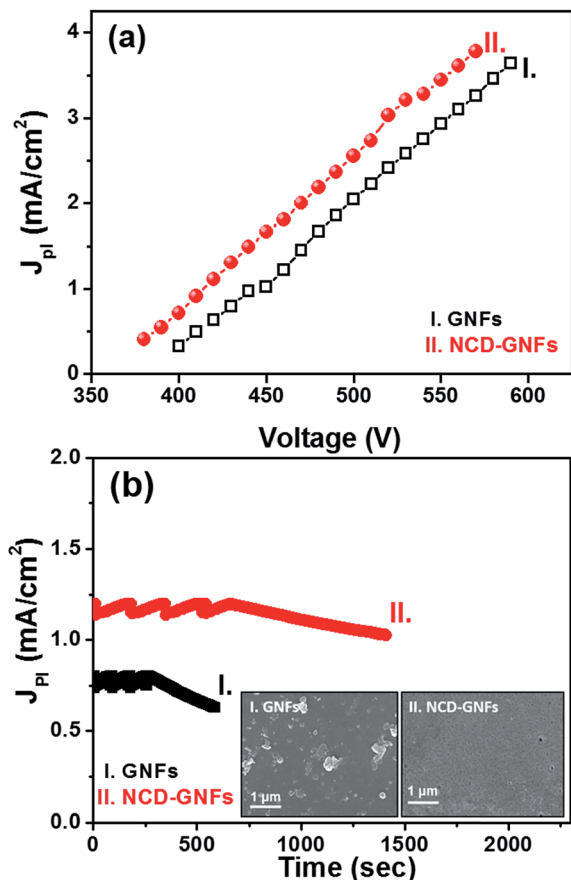 (a)
II.
I.
4
3
2
1
0
J_pl (mA/cm²)
I. GNFs
II. NCD-GNFs
350 400 450 500 550 600
Voltage (V)
(b)
2.0
1.5
1.0
0.5
0.0
J_Pl (mA/cm²)
II.
I.
I. GNFs
1 µm
II. NCD-GNFs
1 µm
I. GNFs
II. NCD-GNFs
0 500 1000 1500 2000
Time (sec)